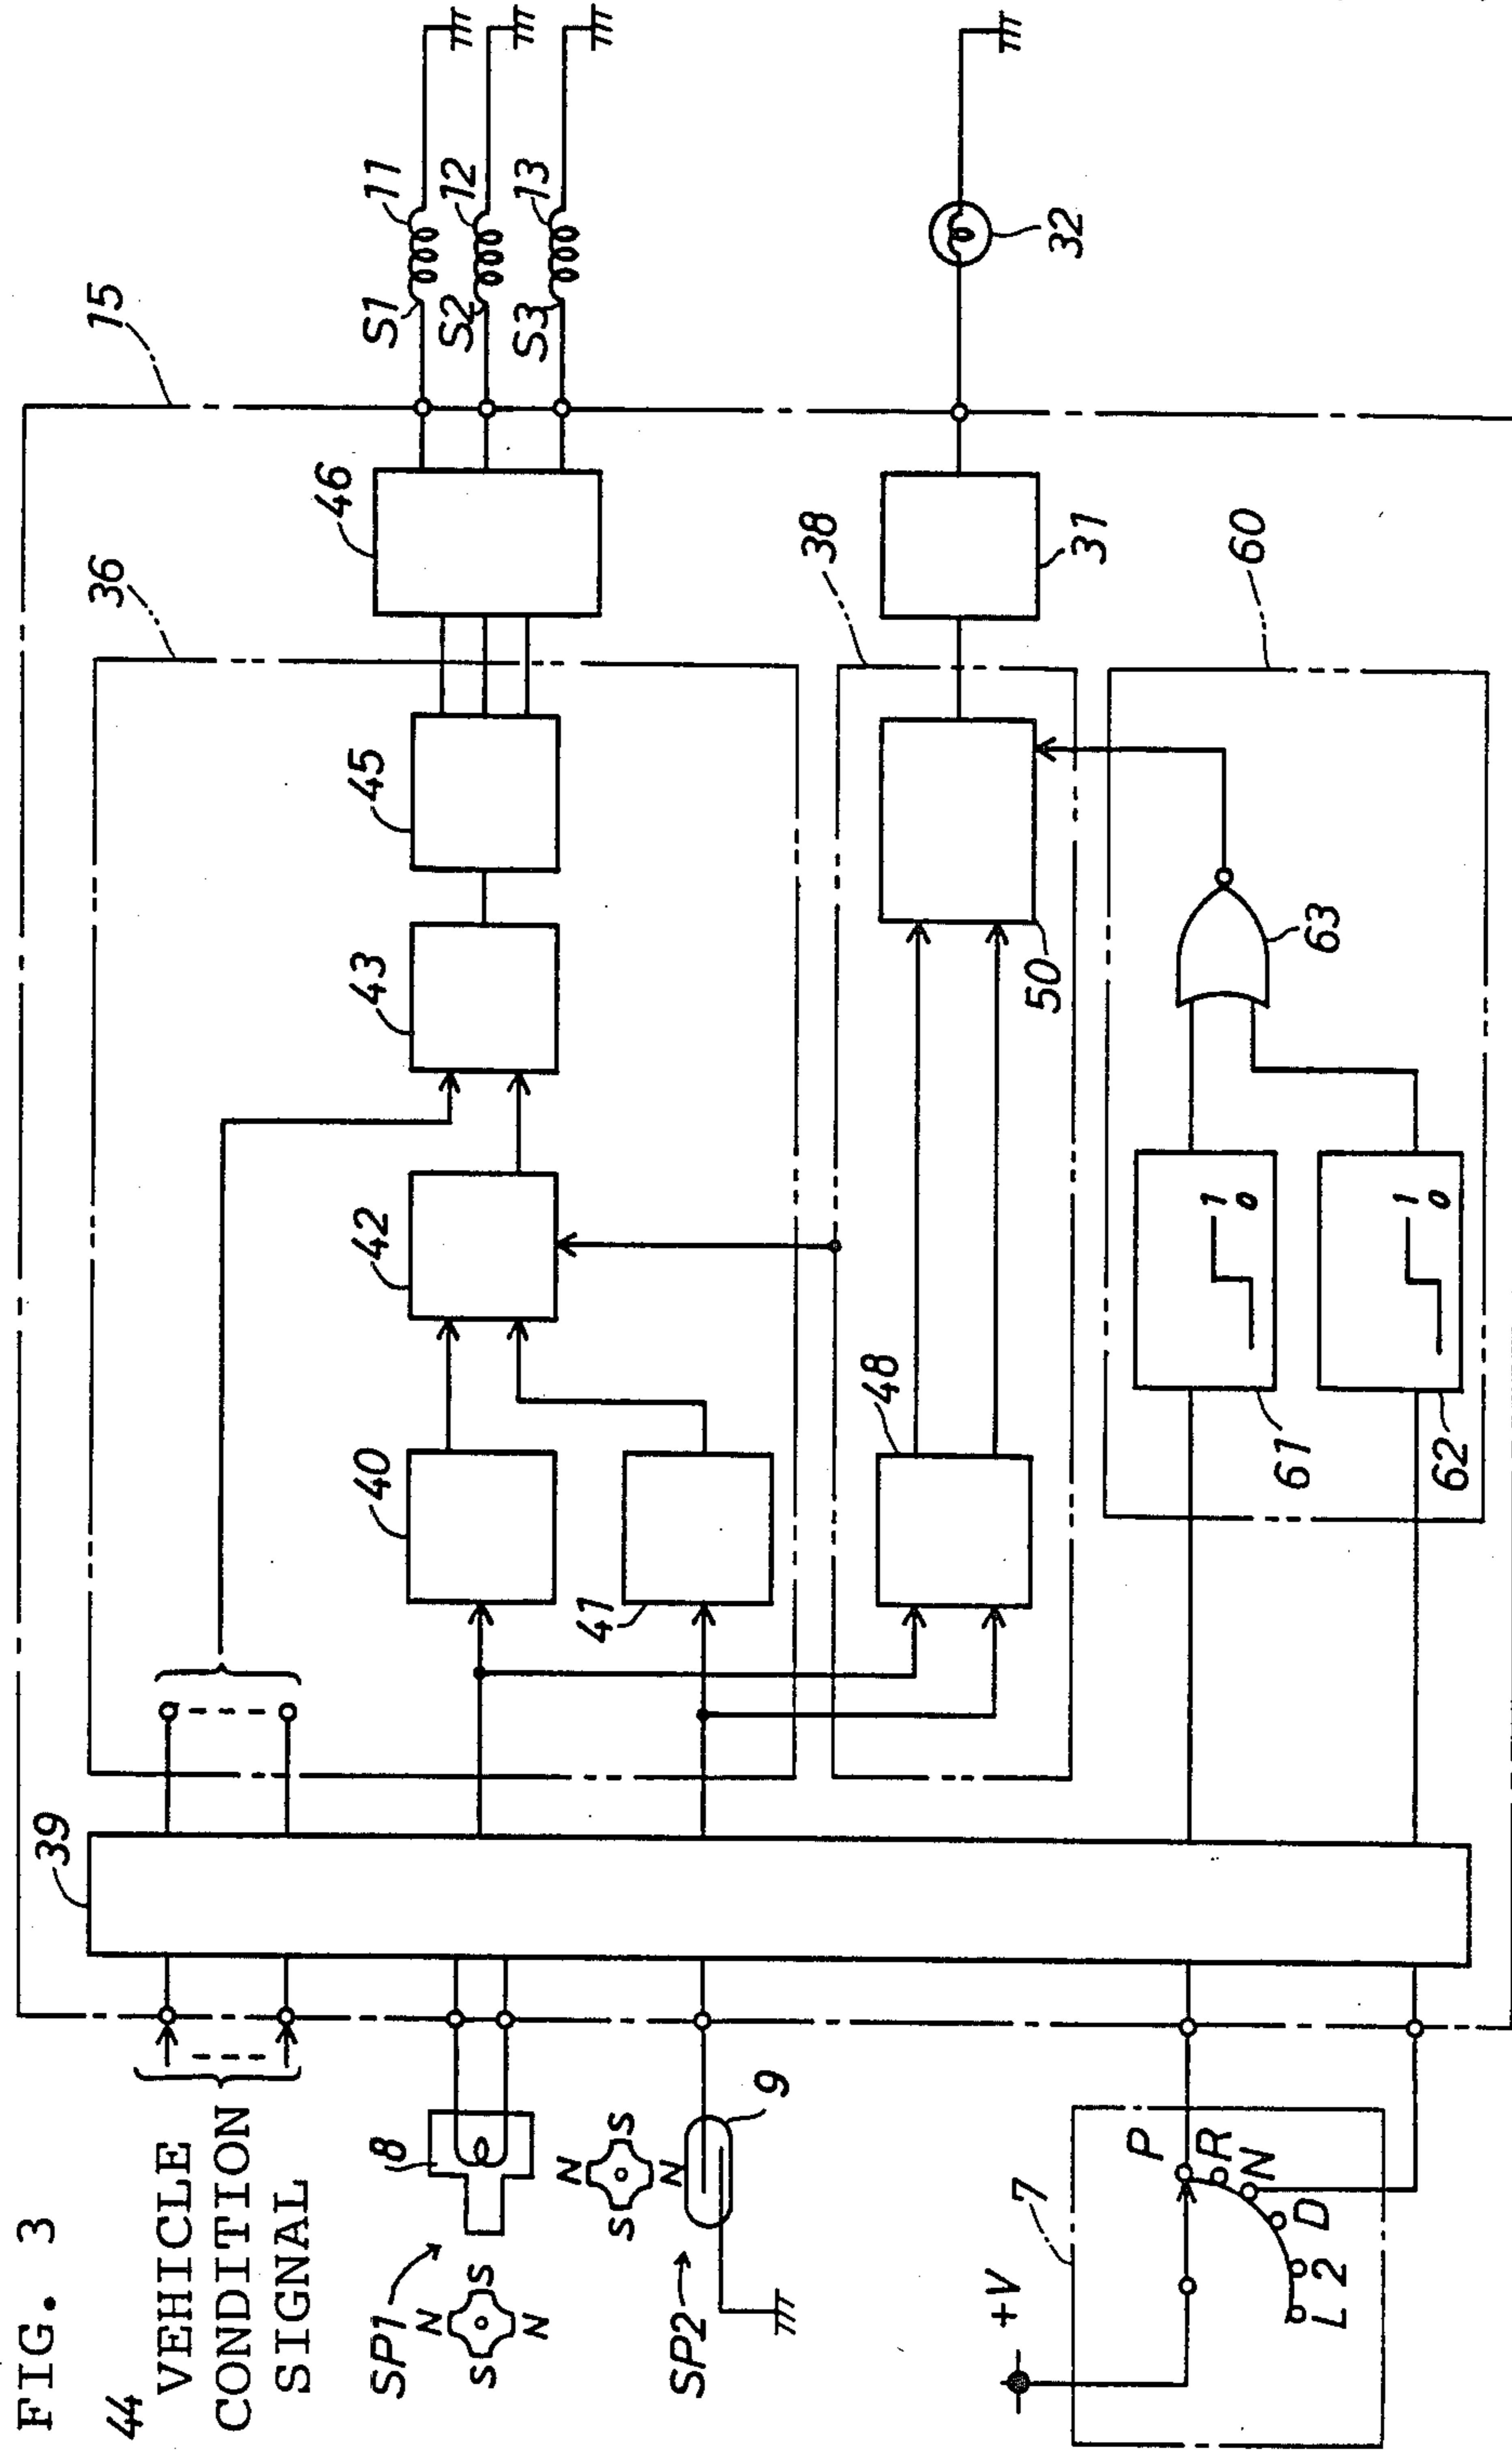 FIG. 3
44
VEHICLE
CONDITION
SIGNAL
39
36
15
40
42
43
45
46
S1
11
S2
12
S3
13
SP1
8
N
S
S
N
41
SP2
9
N
S
S
N
48
38
50
31
32
+V
7
P
R
N
D
2
L
61
1
0
62
1
0
63
60